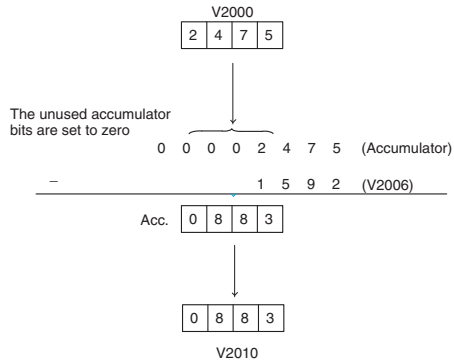 V2000
2 4 7 5
The unused accumulator
bits are set to zero
0 0 0 0 2 4 7 5 (Accumulator)
– 1 5 9 2 (V2006)
Acc. 0 8 8 3
0 8 8 3
V2010